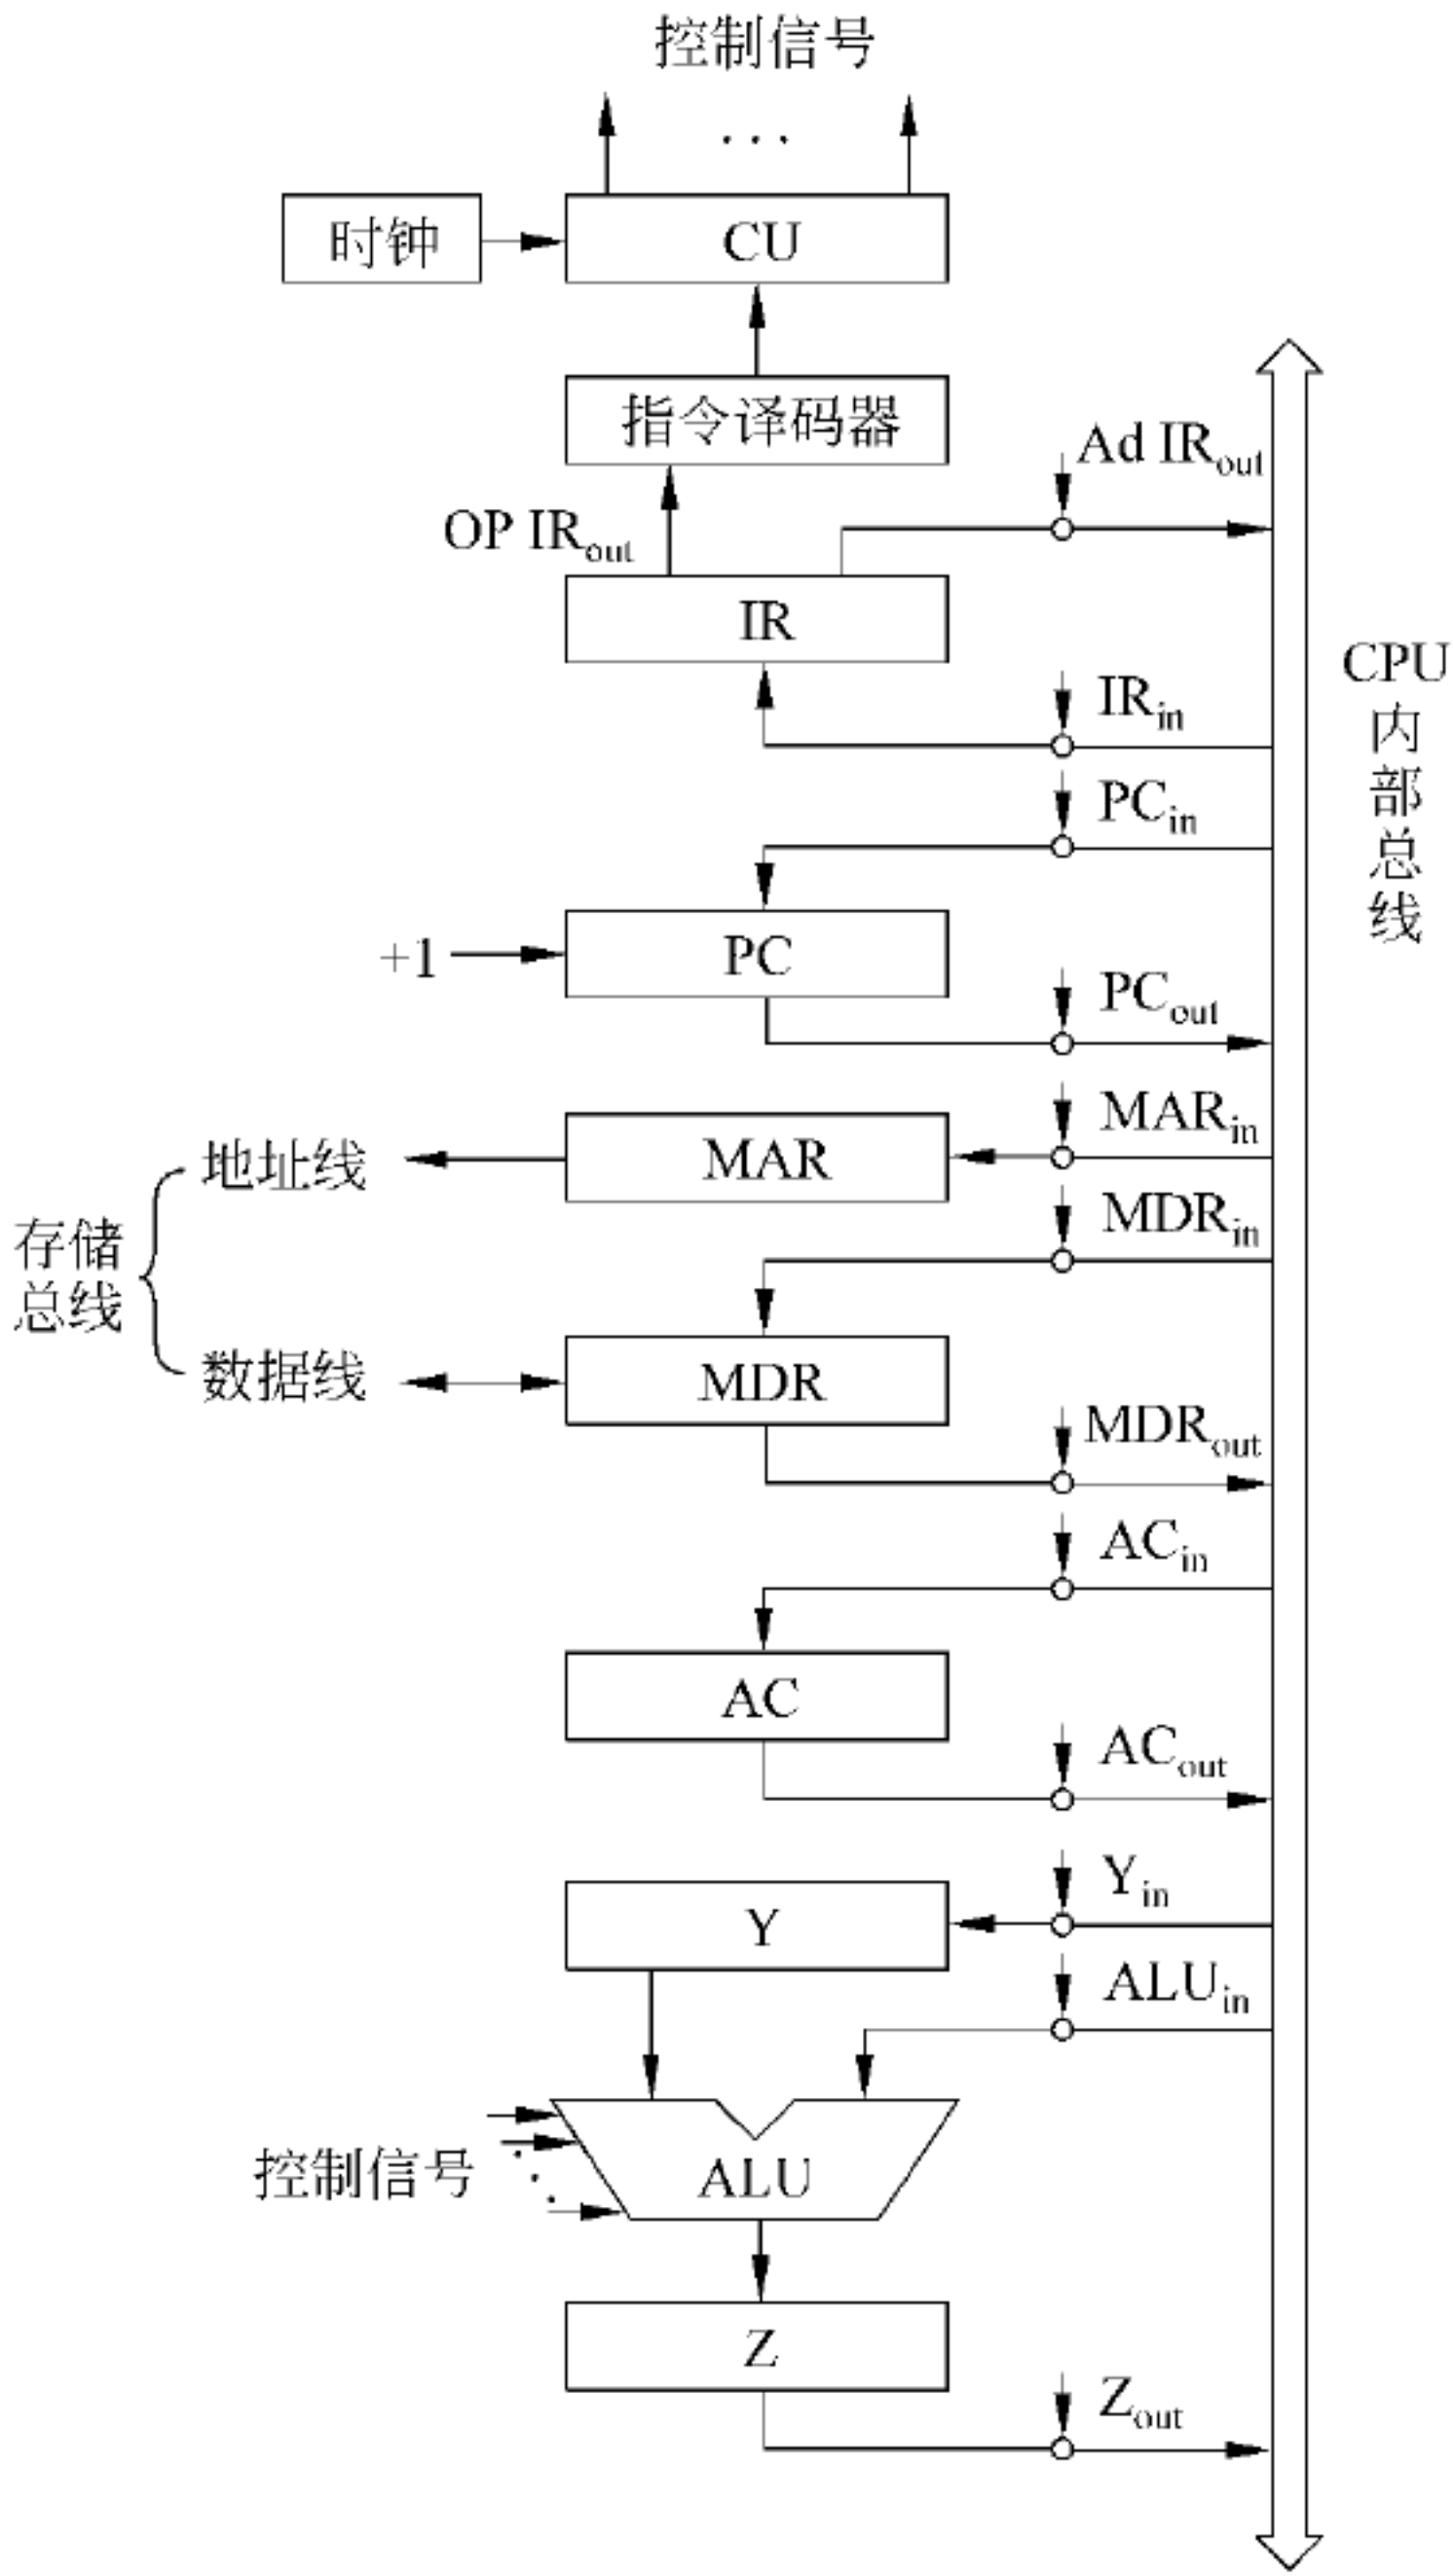 控制信号
...
时钟
CU
指令译码器
Ad IRout
OP IRout
IR
CPU
内
部
总
线
IRin
PCin
+1
PC
PCout
MARin
地址线
MAR
存储
总线
MDRin
数据线
MDR
MDRout
ACin
AC
ACout
Yin
Y
ALUin
控制信号
ALU
Z
Zout